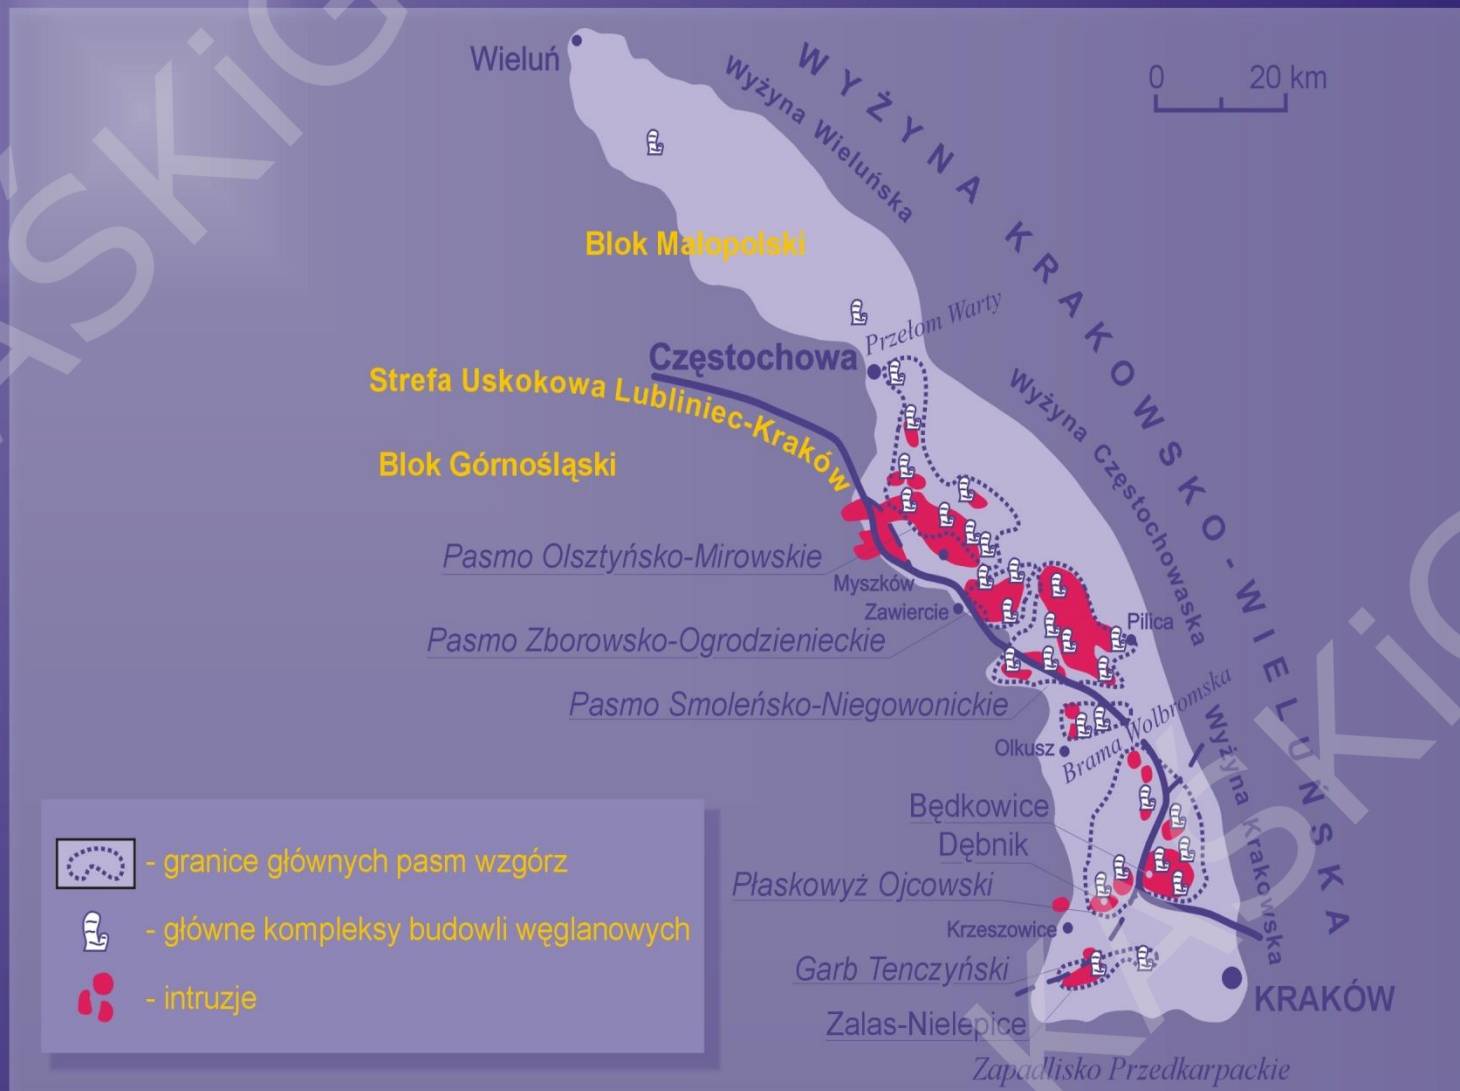 Wieluń
WYŻYNA KRAKOWSKO-WIELUŃSKA
Wyżyna Wieluńska
0 20 km
Blok Małopolski
Przełom Warty
Częstochowa
Strefa Uskokowa Lubliniec-Kraków
Wyżyna Częstochowaska
Blok Górnośląski
Pasmo Olsztyńsko-Mirowskie
Myszków
Zawiercie
Pilica
Pasmo Zborowsko-Ogrodzienieckie
Pasmo Smoleńsko-Niegowonickie
Olkusz
Brama Wolbromska
Wyżyna Krakowska
Będkowice
Dębnik
Płaskowyż Ojcowski
Krzeszowice
Garb Tenczyński
KRAKÓW
Zalas-Nielepice
Zapadlisko Przedkarpackie
- granice głównych pasm wzgórz
- główne kompleksy budowli węglanowych
- intruzje